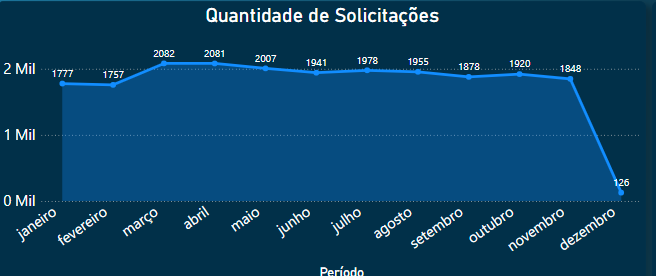 Quantidade de Solicitações
2 Mil
1 Mil
0 Mil
1777
1757
2082
2081
2007
1941
1978
1955
1878
1920
1848
126
janeiro
fevereiro
março
abril
maio
junho
julho
agosto
setembro
outubro
novembro
dezembro
Período